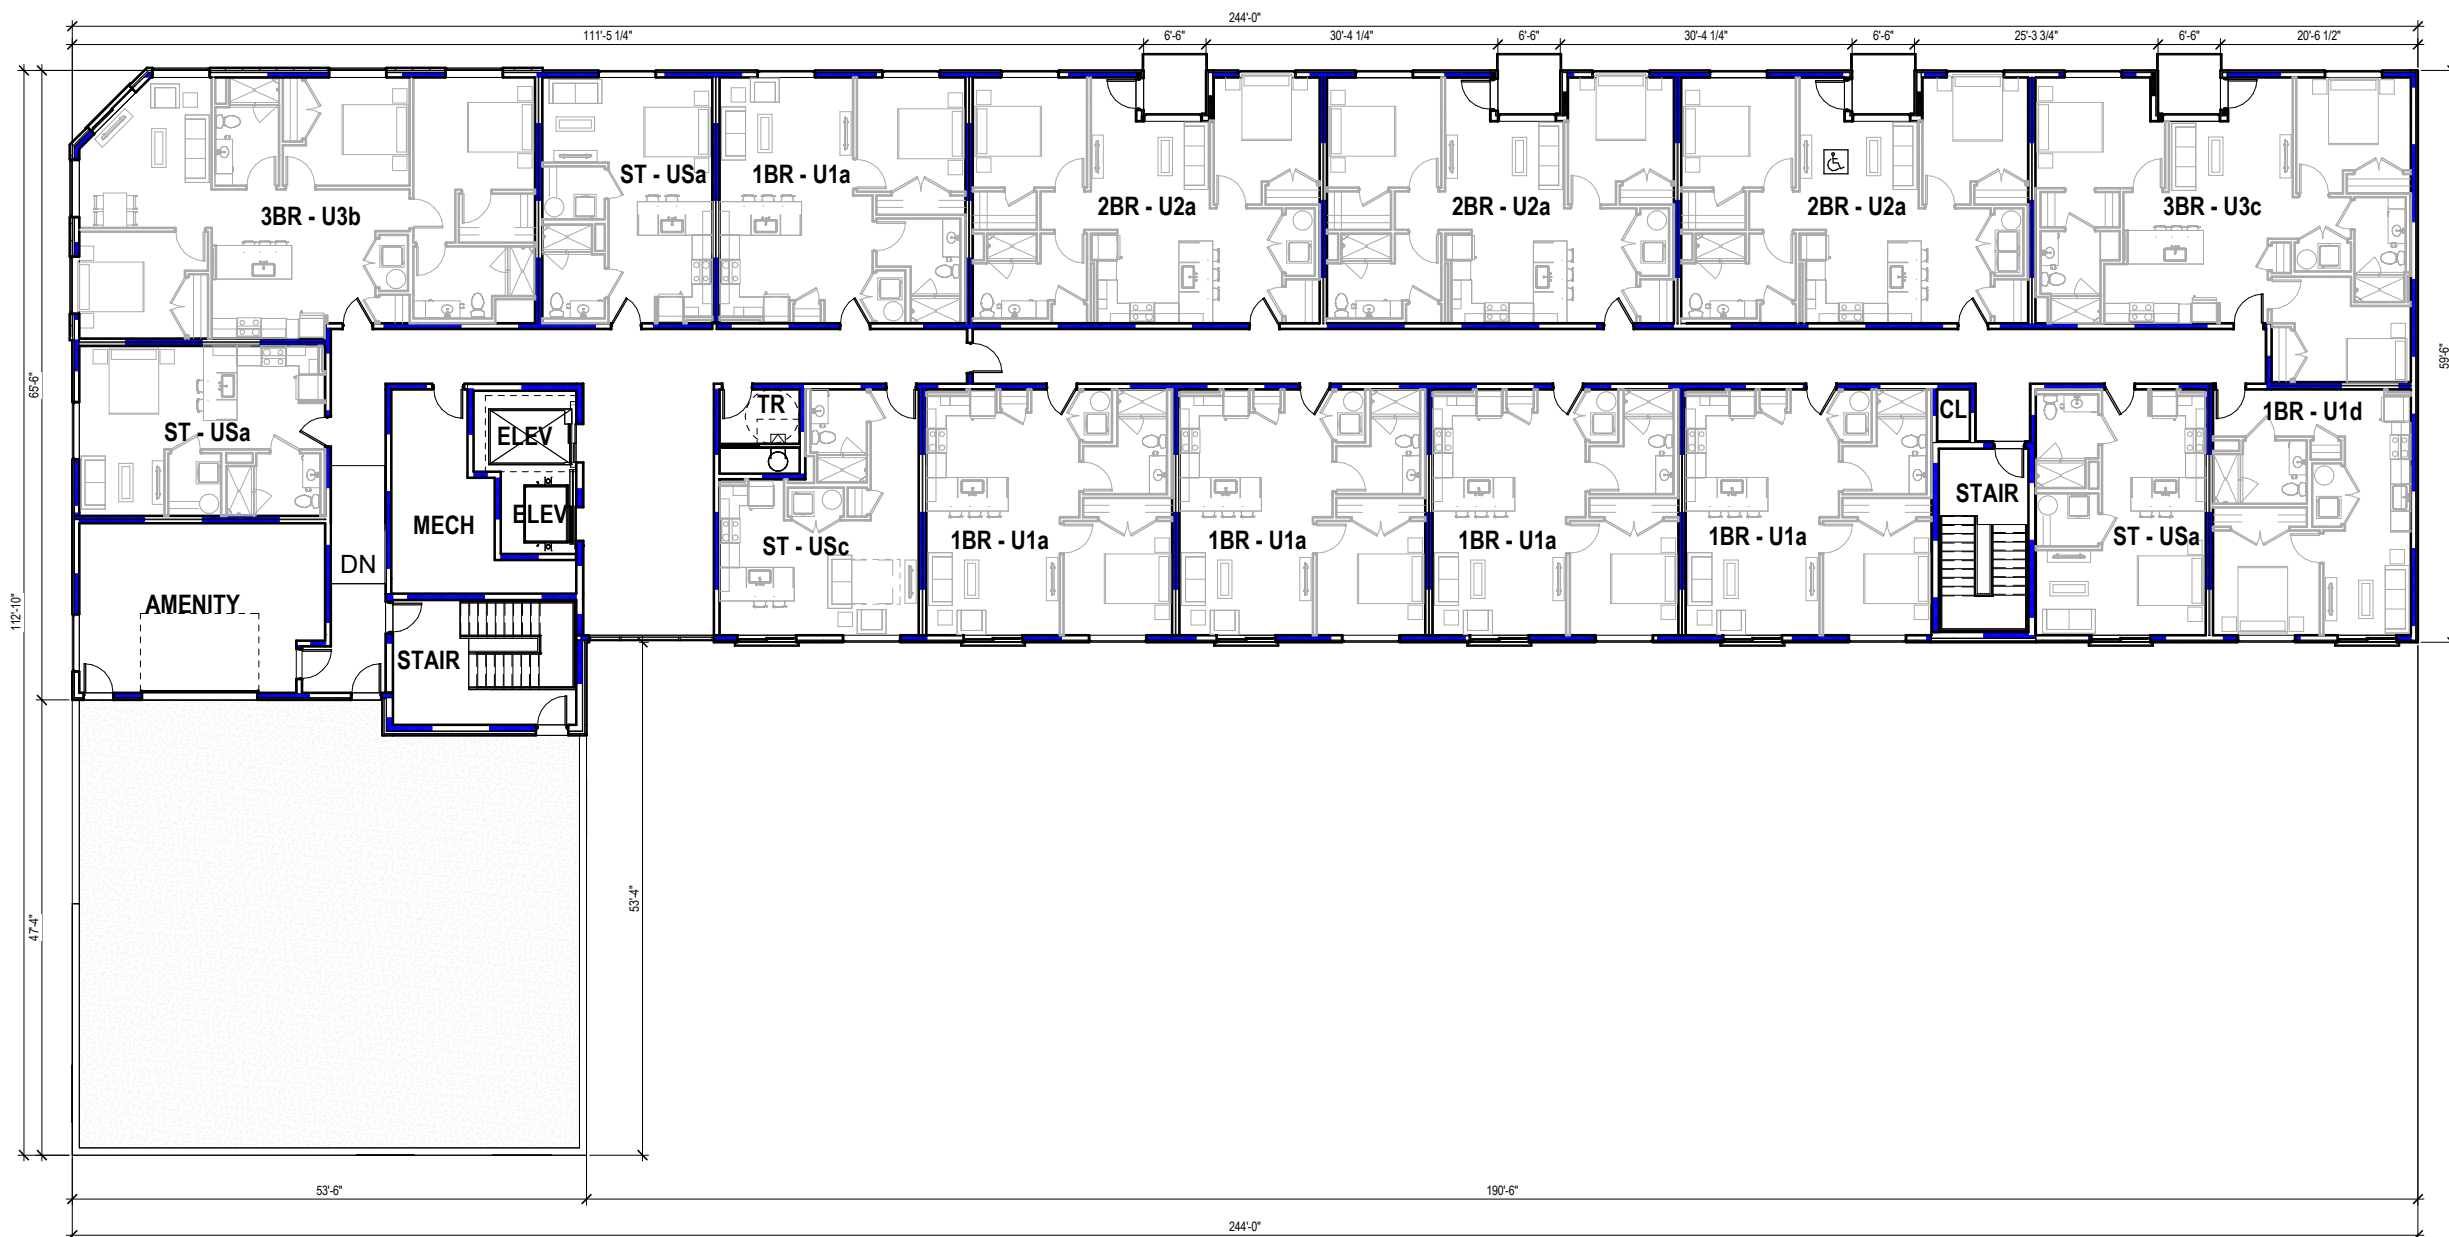 244'-0"
111'-5 1/4"
6'-6"
30'-4 1/4"
6'-6"
30'-4 1/4"
6'-6"
25'-3 3/4"
6'-6"
20'-6 1/2"
ST - USa
1BR - U1a
3BR - U3b
2BR - U2a
2BR - U2a
2BR - U2a
3BR - U3c
65'-6"
59'-6"
TR
CL
1BR - U1d
ST - USa
ELEV
STAIR
ELEV
MECH
ST - USc
1BR - U1a
1BR - U1a
1BR - U1a
1BR - U1a
ST - USa
DN
AMENITY
112'-10"
STAIR
53'-4"
47'-4"
53'-6"
190'-6"
244'-0"